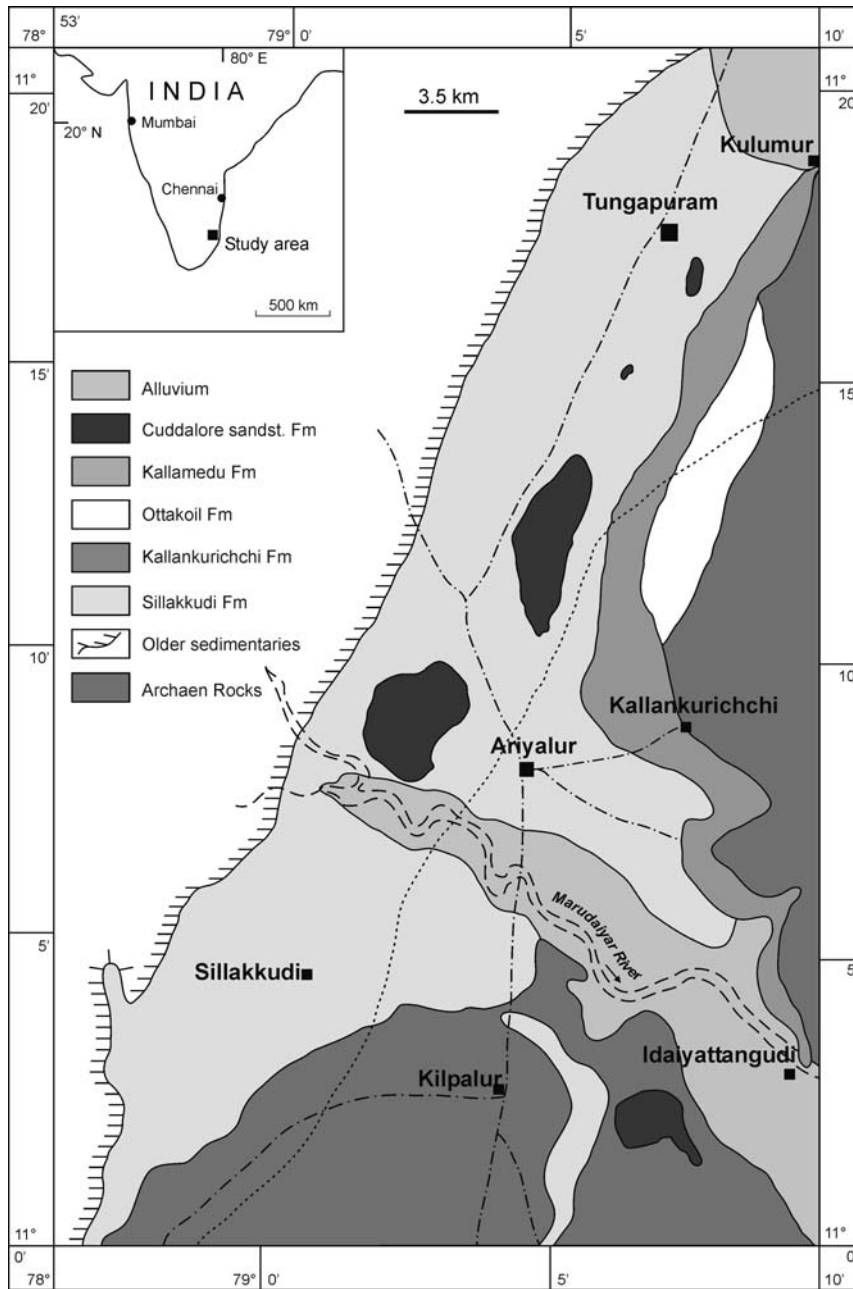 78°
53'
79° 0'
5'
10'
11°
20'
15'
10'
5'
11°
0'
20
15
10
5
0'
78°
79° 0'
5'
10'
80° E
INDIA
20° N
Mumbai
Chennai
Study area
500 km
3.5 km
Kulumur
Tungapuram
Alluvium
Cuddalore sandst. Fm
Kallamedu Fm
Ottakoil Fm
Kallankurichchi Fm
Sillakkudi Fm
Older sedimentaries
Archaen Rocks
Kallankurichchi
Ariyalur
Marudaiyar River
Sillakkudi
Idaiyattangudi
Kilpalur